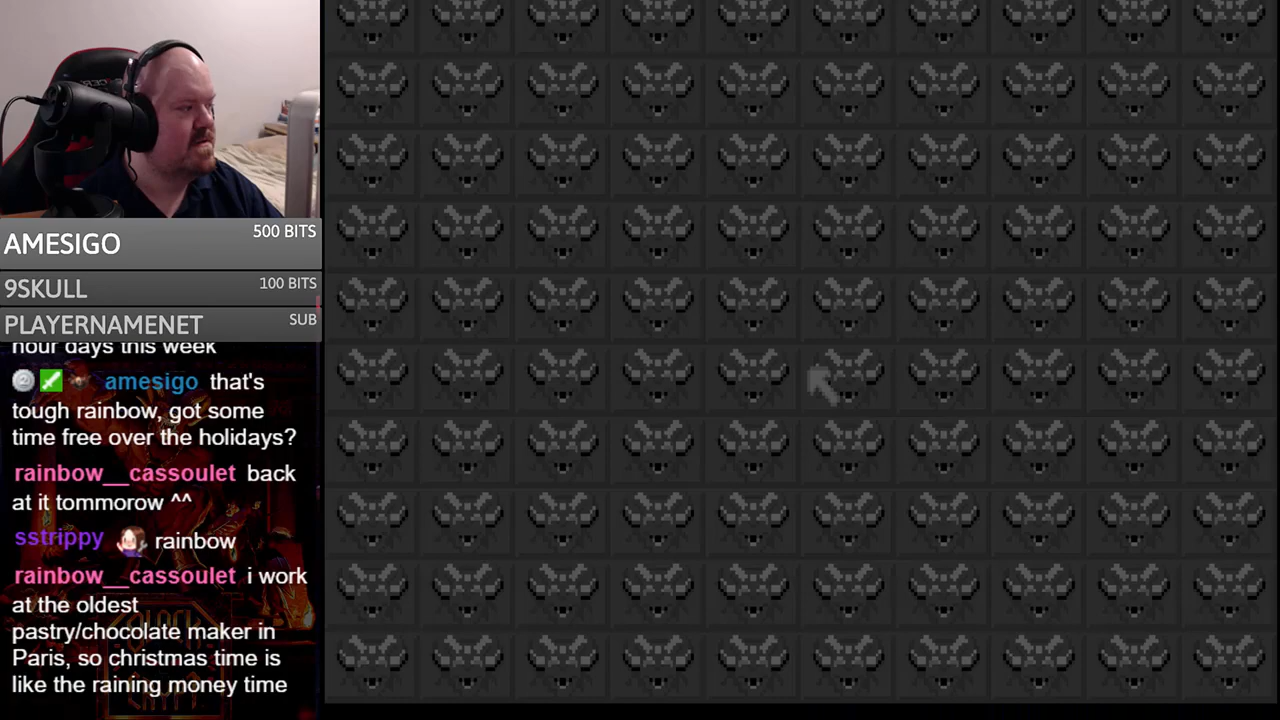 AMESIGO 500 BITS
9SKULL 100 BITS
PLAYERNAMENET SUB
hour days this week
amesigo that's
tough rainbow, got some
time free over the holidays?
rainbow__cassoulet back
at it tommorow ^^
sstrippy rainbow
rainbow__cassoulet i work
at the oldest
pastry/chocolate maker in
Paris, so christmas time is
like the raining money time